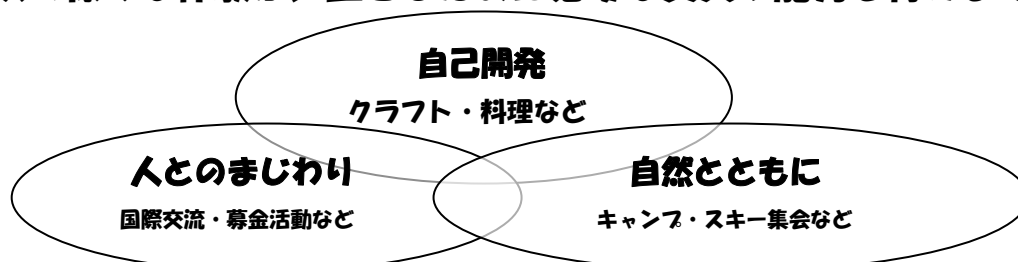 自己開発
クラフト・料理など
人とのまじわり
国際交流・募金活動など
自然とともに
キャンプ・スキー集会など